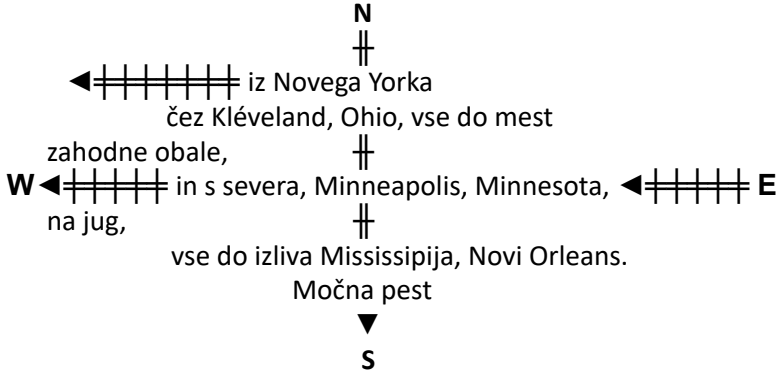 N
iz Novega Yorka
čez Kléveland, Ohio, vse do mest
zahodne obale,
W in s severa, Minneapolis, Minnesota, E
na jug,
vse do izliva Mississipija, Novi Orleans.
Močna pest
S